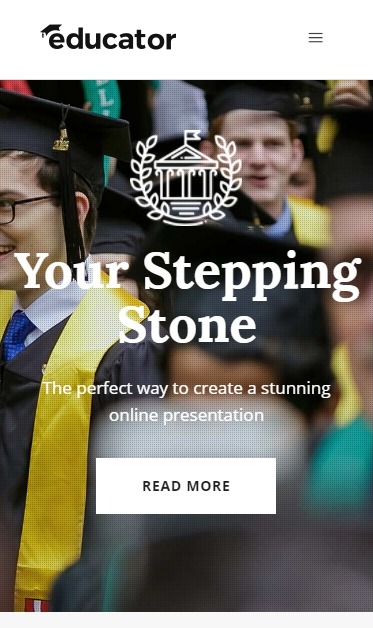 educator
Your Stepping
Stone
The perfect way to create a stunning
online presentation
READ MORE